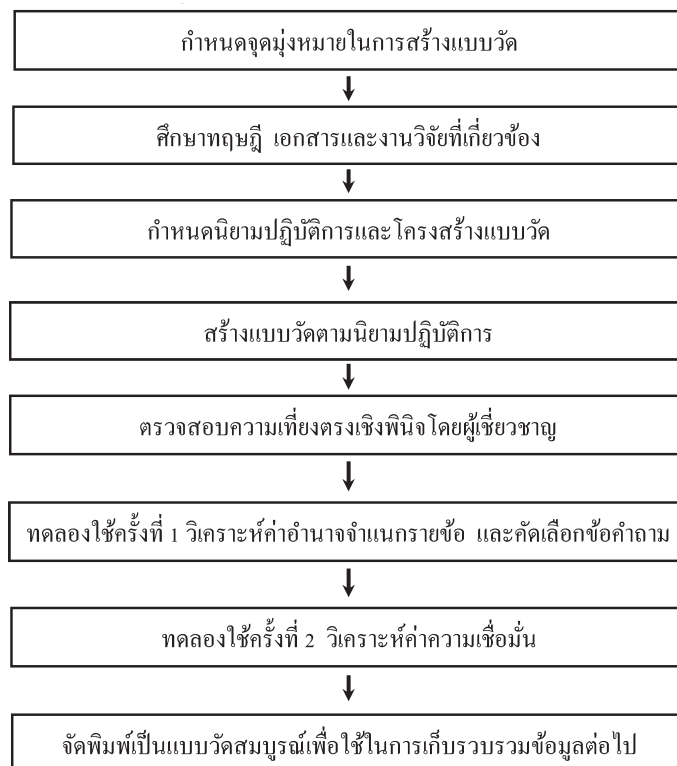 กำหนดจุดมุ่งหมายในการสร้างแบบวัด
ศึกษาทฤษฎี เอกสารและงานวิจัยที่เกี่ยวข้อง
กำหนดนิยามปฏิบัติการและโครงสร้างแบบวัด
สร้างแบบวัดตามนิยามปฏิบัติการ
ตรวจสอบความเที่ยงตรงเชิงพินิจโดยผู้เชี่ยวชาญ
ทดลองใช้ครั้งที่ 1 วิเคราะห์ค่าอำนาจจำแนกรายข้อ และคัดเลือกข้อคำถาม
ทดลองใช้ครั้งที่ 2 วิเคราะห์ค่าความเชื่อมั่น
จัดพิมพ์เป็นแบบวัดสมบูรณ์เพื่อใช้ในการเก็บรวบรวมข้อมูลต่อไป